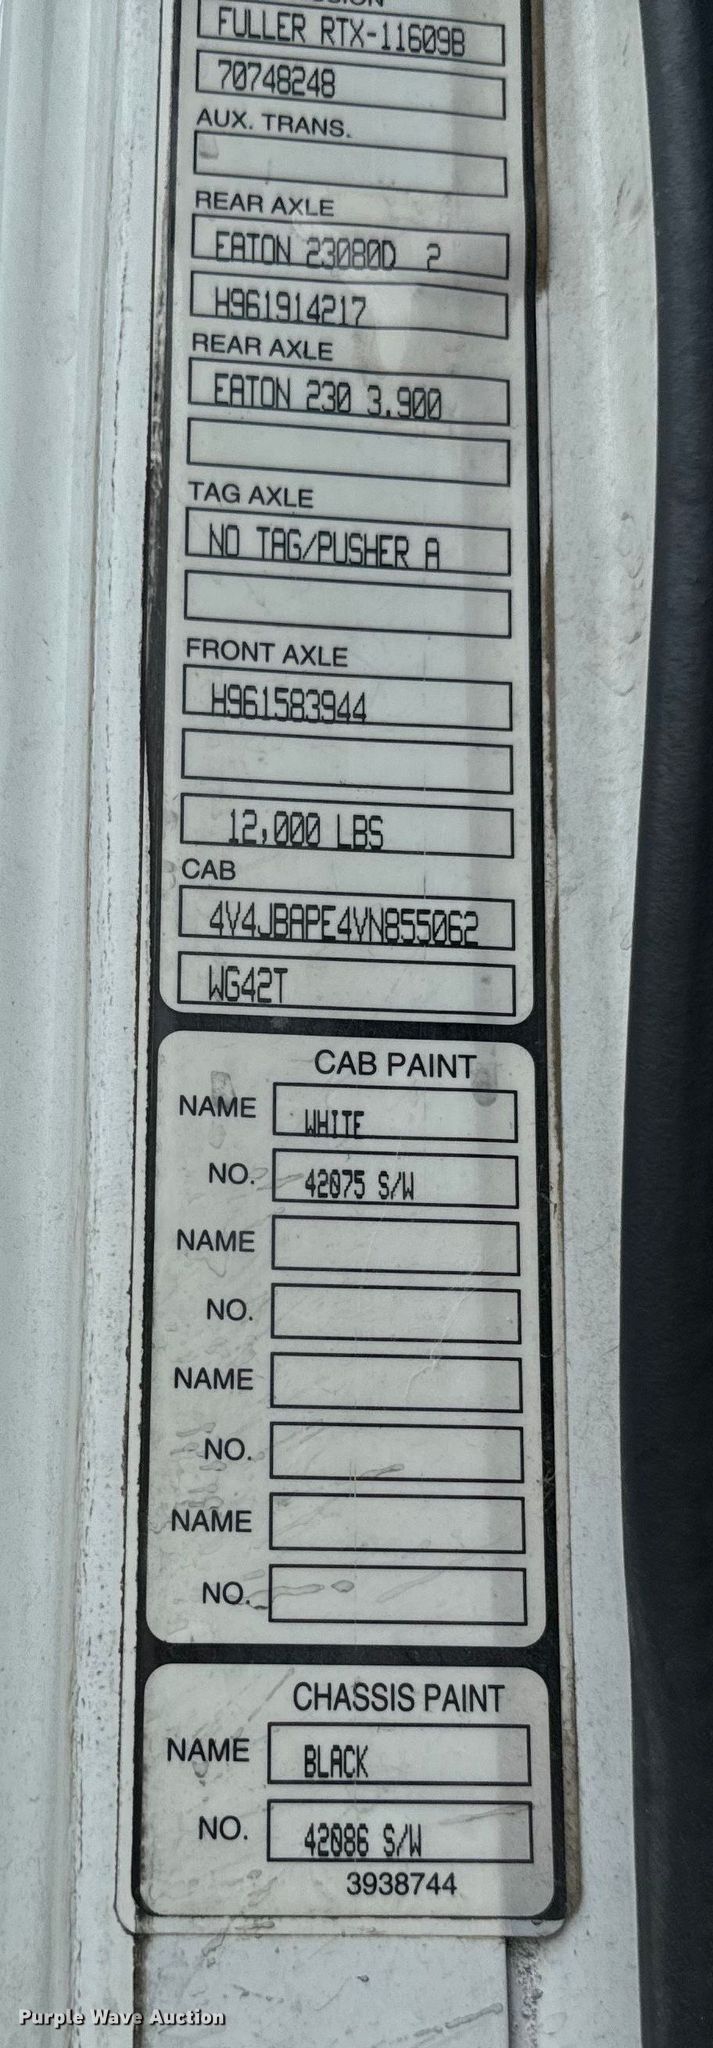 FULLER RTX-11609B
70748248
AUX. TRANS.
REAR AXLE
EATON 23080D 2
H961914217
REAR AXLE
EATON 230 3.900
TAG AXLE
NO TAG/PUSHER A
FRONT AXLE
H961583944
12,000 LBS
CAB
4V4JBAPE4VN855062
WG42T
CAB PAINT
NAME WHITE
NO. 42075 S/W
NAME
NO.
NAME
NO.
NAME
NO.
CHASSIS PAINT
NAME BLACK
NO. 42086 S/W
3938744
Purple Wave Auction